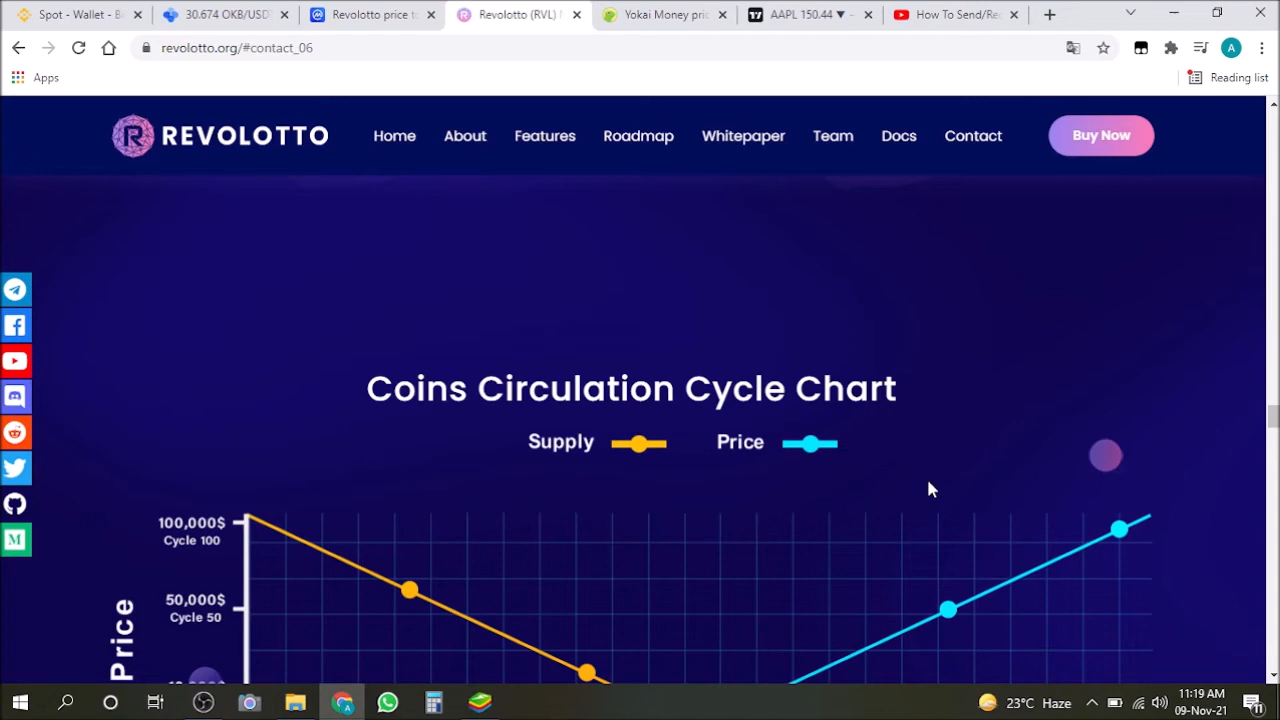 Spot - Wallet - B
30.674 OKB/USD
Revolotto price to
Revolotto (RVL)
Yokai Money pric
AAPL 150.44 ▼ −
How To Send/Re
revolotto.org/#contact_06
A
Apps
Reading list
REVOLOTTO
Home
About
Features
Roadmap
Whitepaper
Team
Docs
Contact
Buy Now
Coins Circulation Cycle Chart
Supply
Price
100,000$
Cycle 100
50,000$
Cycle 50
Price
23°C Haze
11:19 AM
09-Nov-21